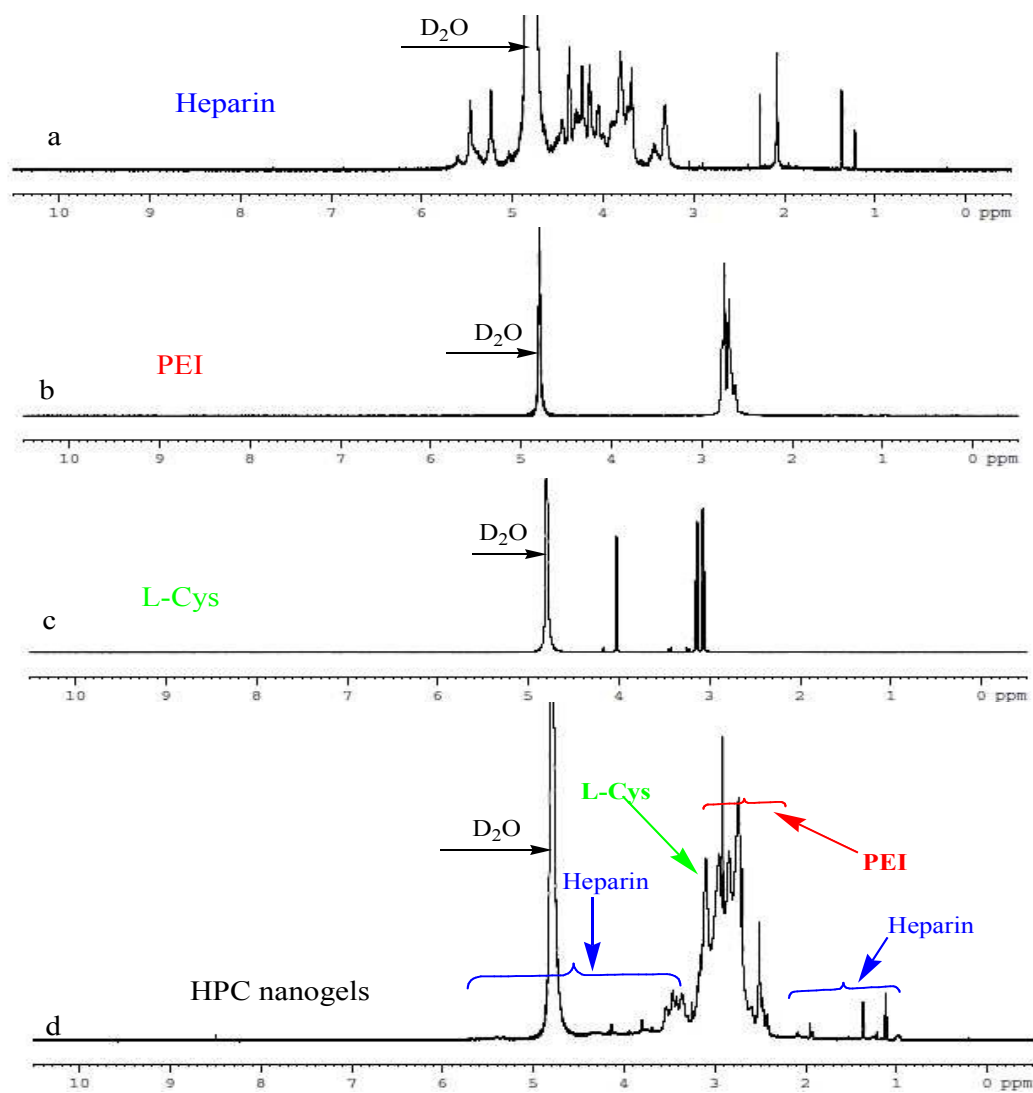 D₂O
Heparin
a
10 9 8 7 6 5 4 3 2 1 0 ppm
D₂O
PEI
b
10 9 8 7 6 5 4 3 2 1 0 ppm
D₂O
L-Cys
c
10 9 8 7 6 5 4 3 2 1 0 ppm
L-Cys
D₂O
PEI
Heparin
Heparin
HPC nanogels
d
10 9 8 7 6 5 4 3 2 1 0 ppm